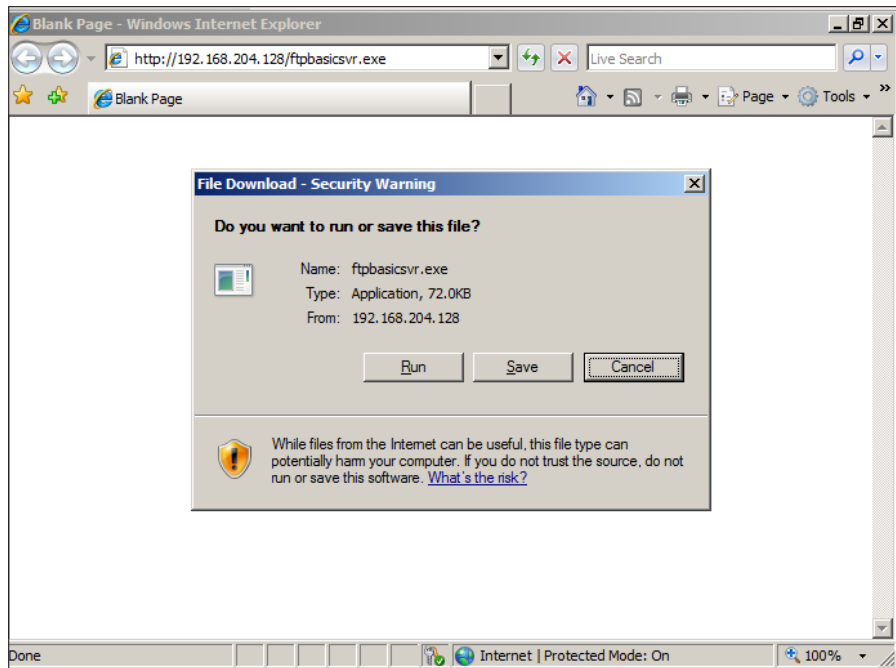 Blank Page - Windows Internet Explorer
http://192.168.204.128/ftpbasicsvr.exe
Live Search
Blank Page
Page
Tools
»
File Download - Security Warning
Do you want to run or save this file?
Name: ftpbasicsvr.exe
Type: Application, 72.0KB
From: 192.168.204.128
Run Save Cancel
While files from the Internet can be useful, this file type can
potentially harm your computer. If you do not trust the source, do not
run or save this software. What's the risk?
Done
Internet | Protected Mode: On
100%